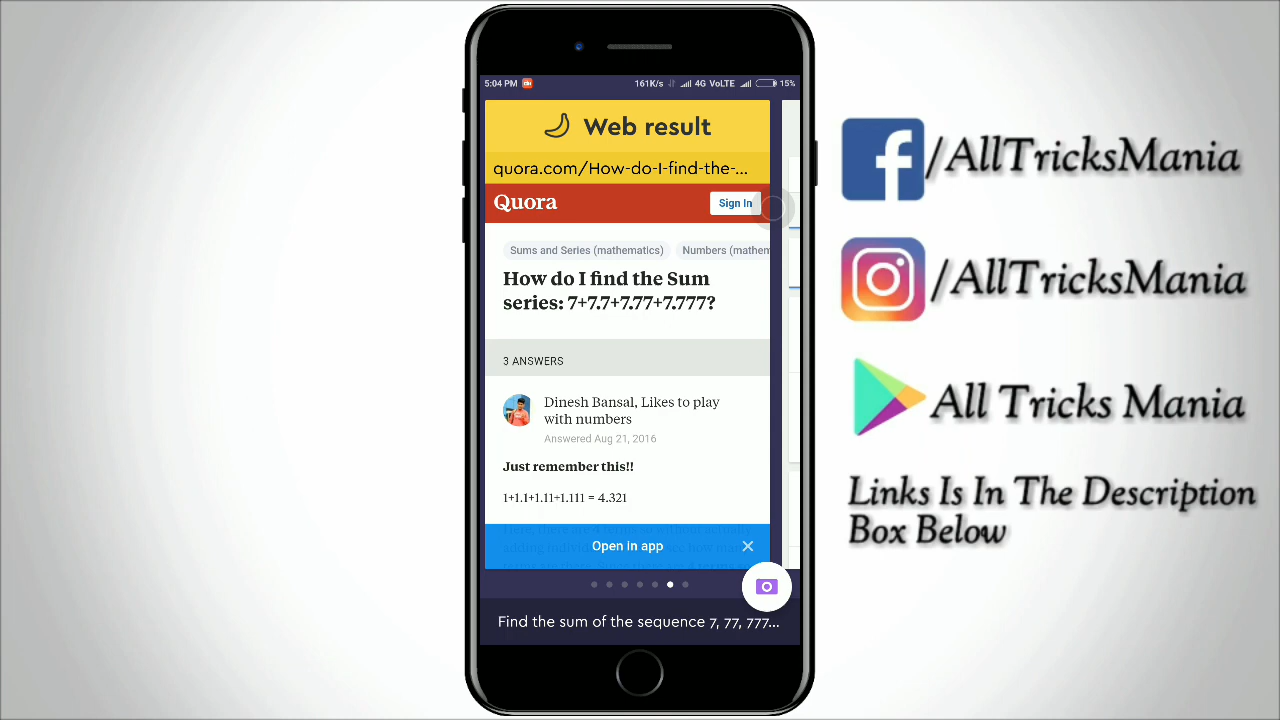 5:04 PM
161K/s 4G VoLTE 15%
Web result
quora.com/How-do-I-find-the-...
Quora
Sign In
Sums and Series (mathematics)
Numbers (mathem
How do I find the Sum
series: 7+7.7+7.77+7.777?
3 ANSWERS
Dinesh Bansal, Likes to play
with numbers
Answered Aug 21, 2016
Just remember this!!
1+1.1+1.11+1.111 = 4.321
Open in app
Find the sum of the sequence 7, 77, 777...
/AllTricksMania
/AllTricksMania
All Tricks Mania
Links Is In The Description
Box Below